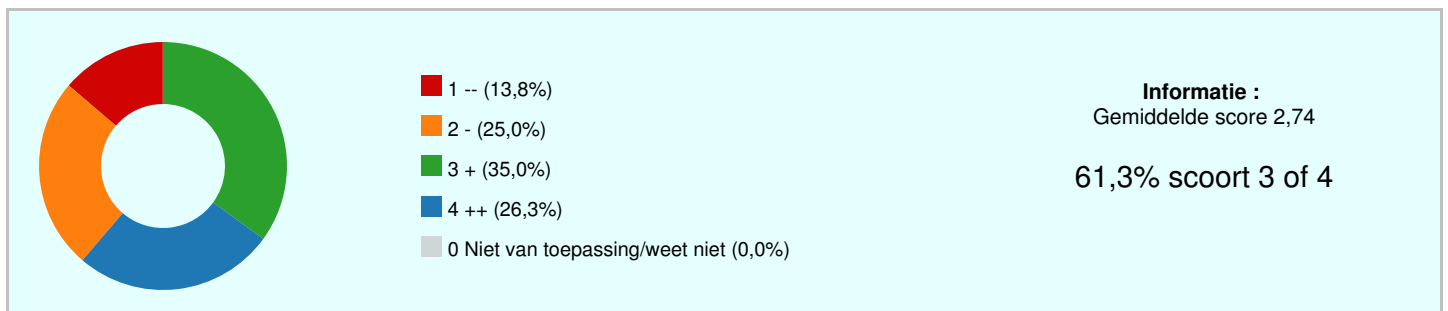 1 -- (13,8%)
2 - (25,0%)
3 + (35,0%)
4 ++ (26,3%)
0 Niet van toepassing/weet niet (0,0%)
Informatie :
Gemiddelde score 2,74
61,3% scoort 3 of 4